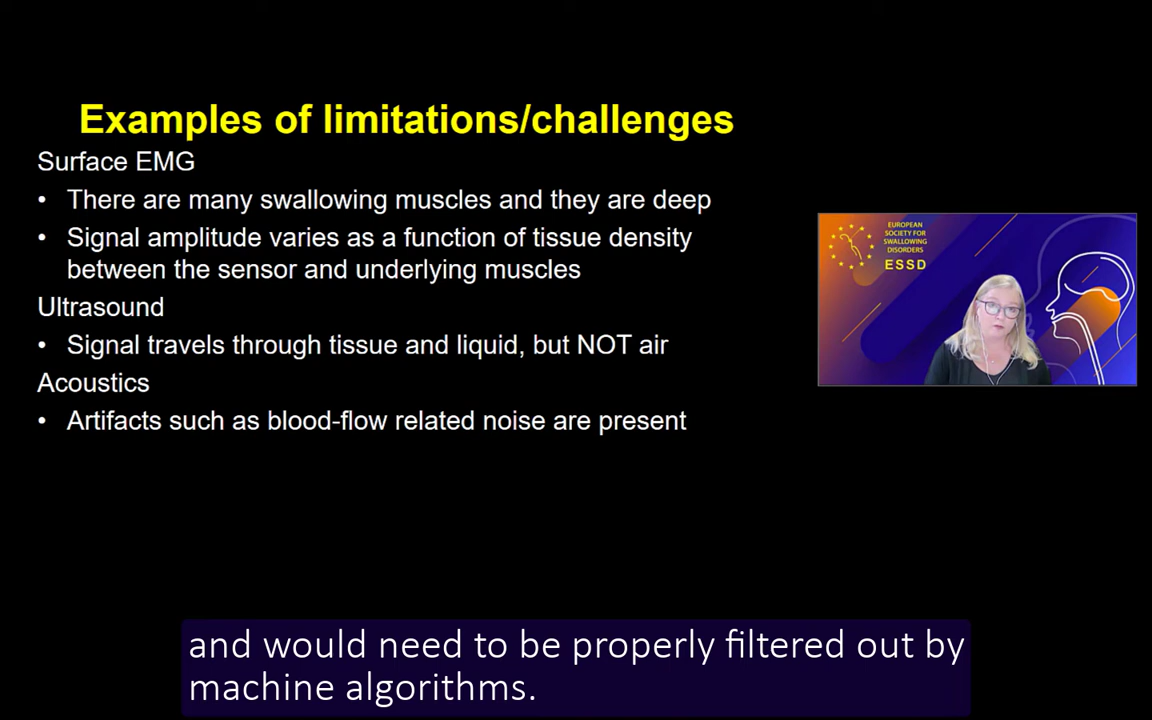 Examples of limitations/challenges
Surface EMG
• There are many swallowing muscles and they are deep
• Signal amplitude varies as a function of tissue density
between the sensor and underlying muscles
Ultrasound
• Signal travels through tissue and liquid, but NOT air
Acoustics
• Artifacts such as blood-flow related noise are present
EUROPEAN
SOCIETY FOR
SWALLOWING
DISORDERS
ESSD
and would need to be properly filtered out by
machine algorithms.